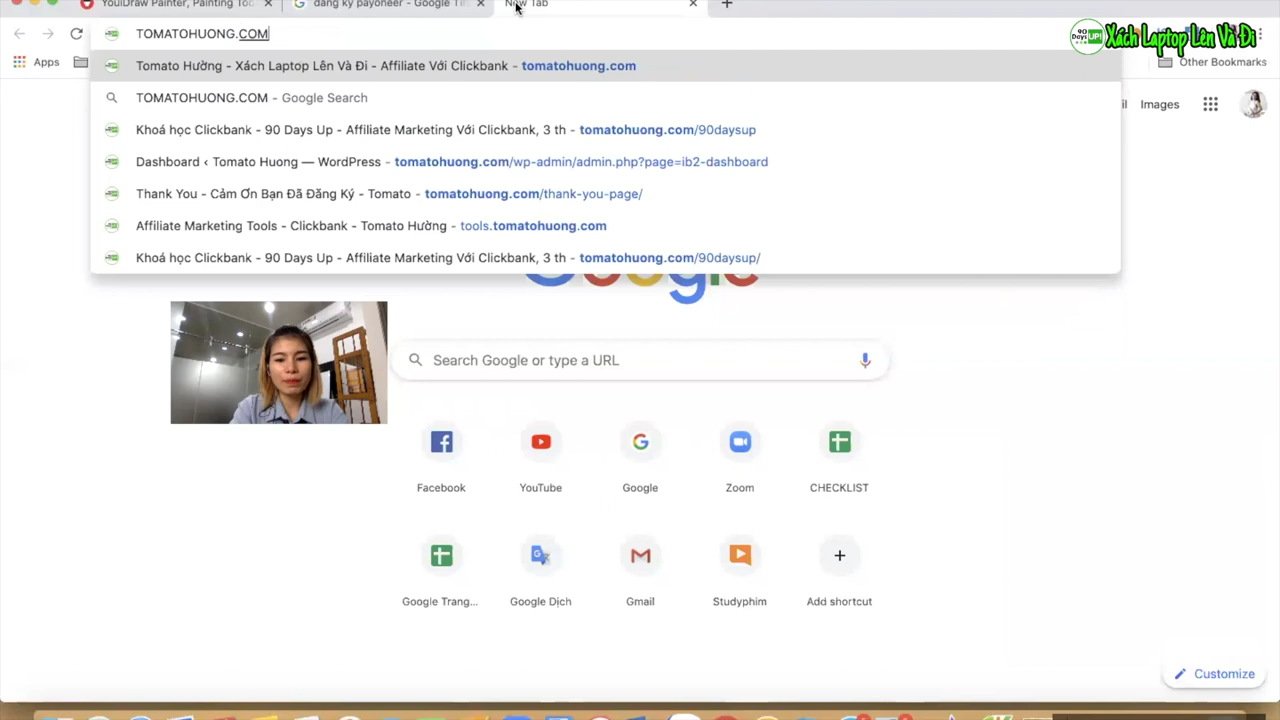 YouiDraw Painter, Painting Too
đăng ký payoneer - Google Tìm
New Tab
TOMATOHUONG.COM
90 Days UP!
Xách Laptop Lên Và Đi
Apps
Other Bookmarks
Tomato Hường - Xách Laptop Lên Và Đi - Affiliate Với Clickbank - tomatohuong.com
TOMATOHUONG.COM - Google Search
Images
Khoá học Clickbank - 90 Days Up - Affiliate Marketing Với Clickbank, 3 th - tomatohuong.com/90daysup
Dashboard ‹ Tomato Huong — WordPress - tomatohuong.com/wp-admin/admin.php?page=ib2-dashboard
Thank You - Cảm Ơn Bạn Đã Đăng Ký - Tomato - tomatohuong.com/thank-you-page/
Affiliate Marketing Tools - Clickbank - Tomato Hường - tools.tomatohuong.com
Khoá học Clickbank - 90 Days Up - Affiliate Marketing Với Clickbank, 3 th - tomatohuong.com/90daysup/
Google
Search Google or type a URL
Facebook
YouTube
Google
Zoom
CHECKLIST
Google Trang...
Google Dịch
Gmail
Studyphim
Add shortcut
Customize